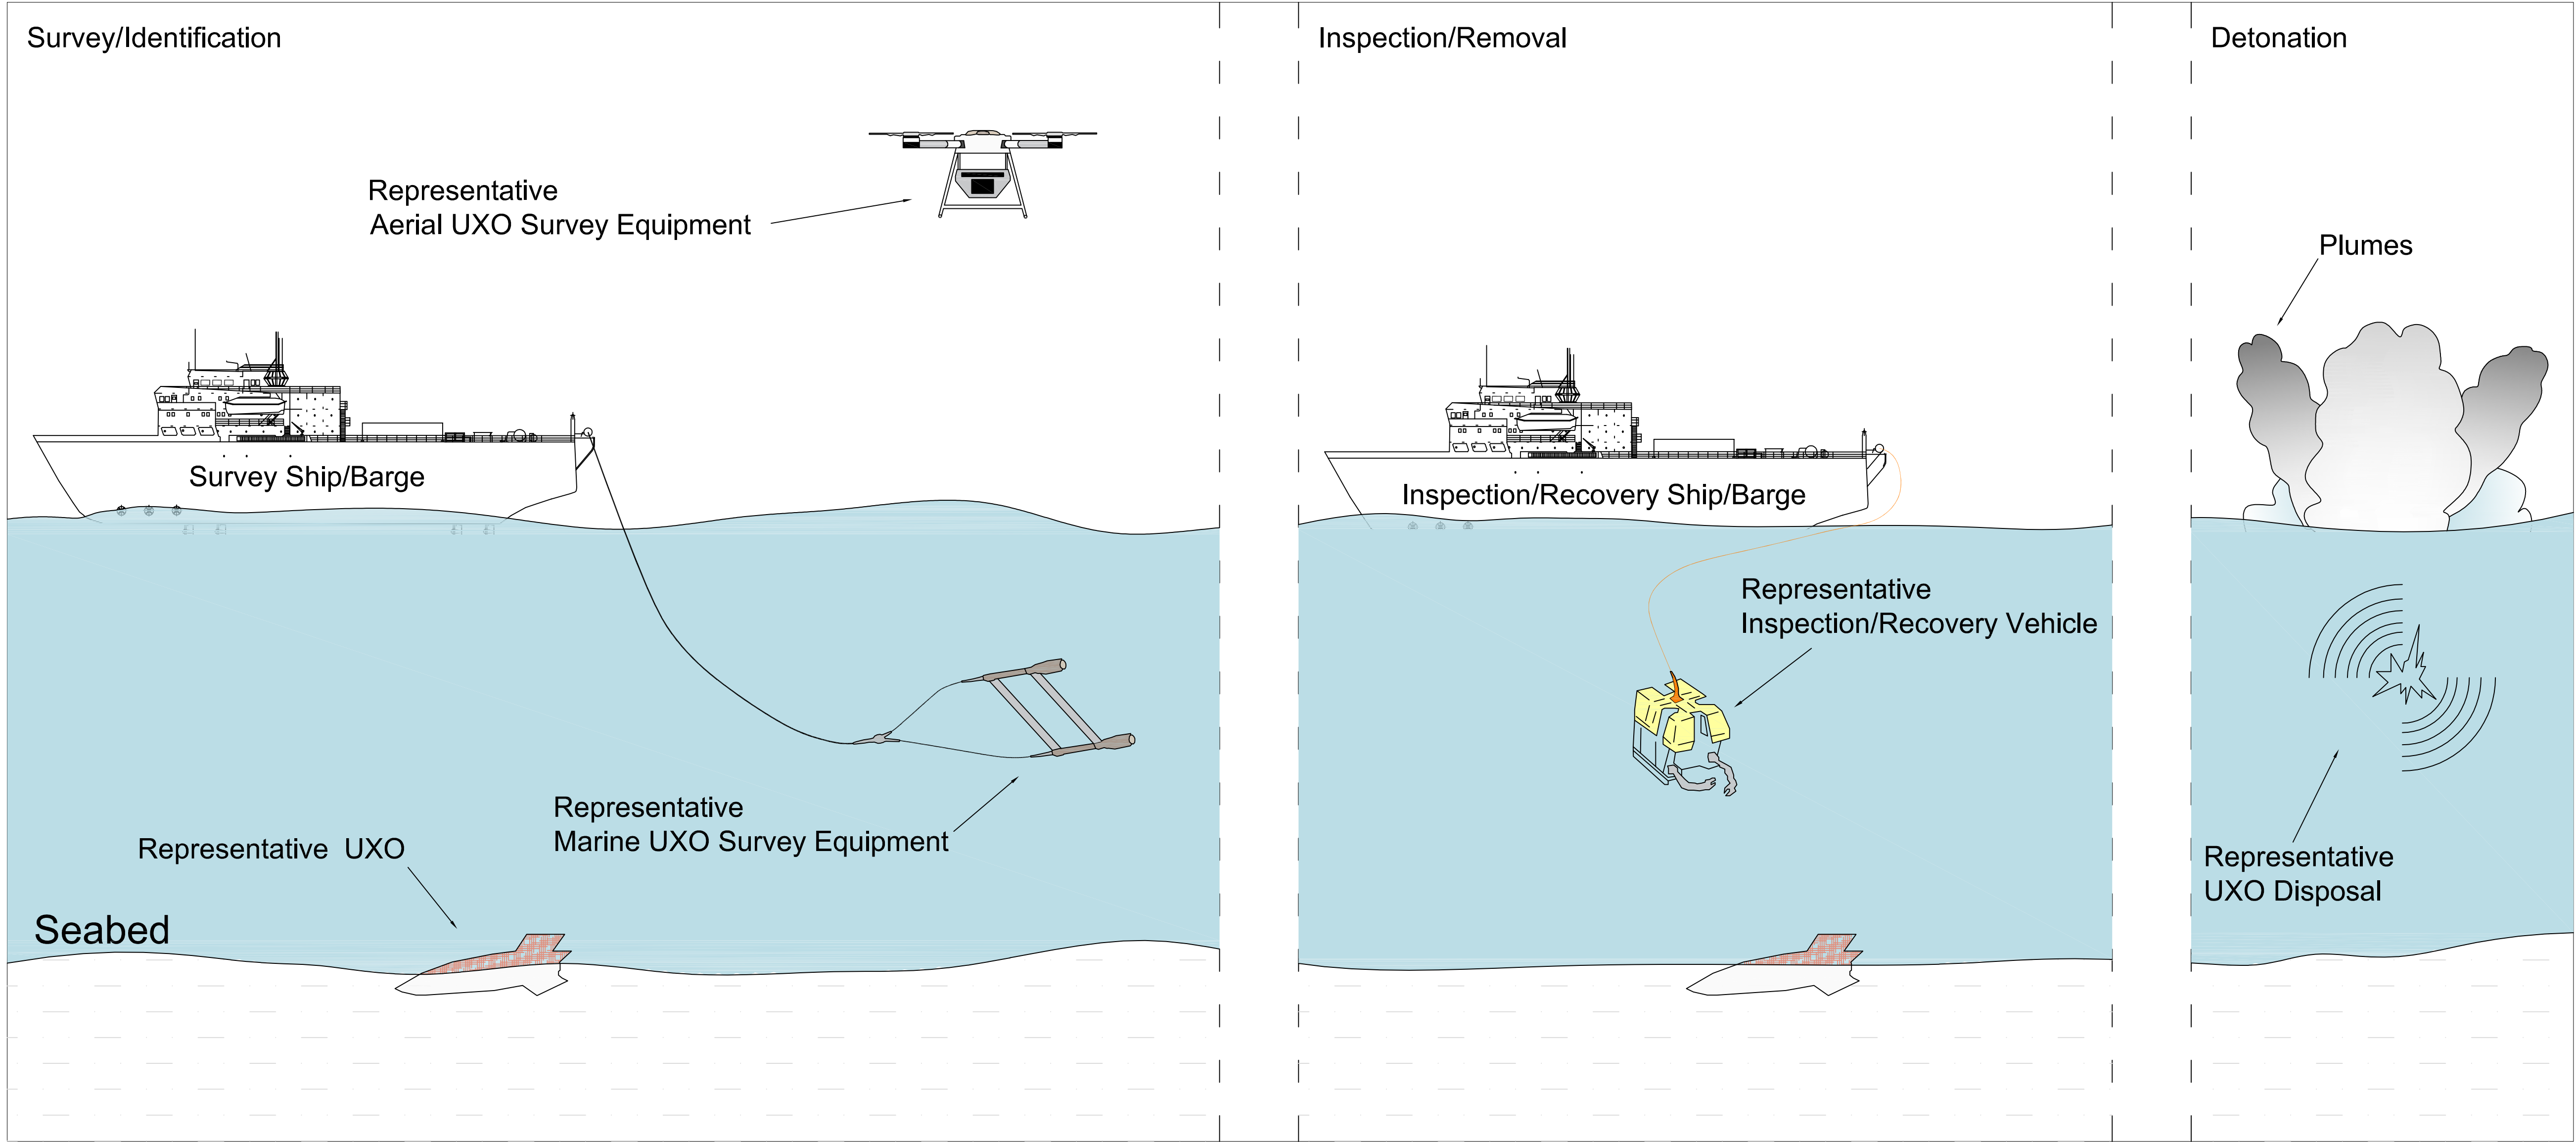 Survey/Identification
Representative
Aerial UXO Survey Equipment
Survey Ship/Barge
Representative
Marine UXO Survey Equipment
Representative UXO
Seabed
Inspection/Removal
Inspection/Recovery Ship/Barge
Representative
Inspection/Recovery Vehicle
Detonation
Plumes
Representative
UXO Disposal